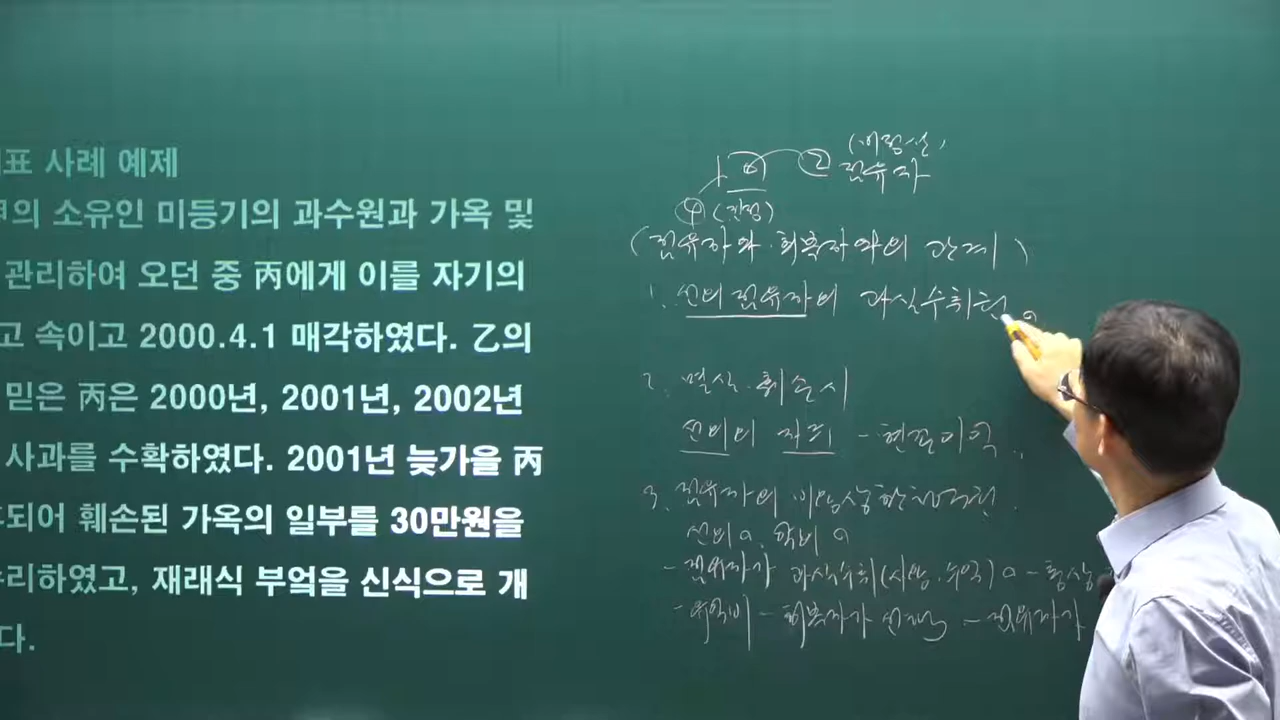 표 사례 예제
의 소유인 미등기의 과수원과 가옥 및
관리하여 오던 중 丙에게 이를 자기의
고 속이고 2000.4.1 매각하였다. 乙의
믿은 丙은 2000년, 2001년, 2002년
사과를 수확하였다. 2001년 늦가을 丙
되어 훼손된 가옥의 일부를 30만원을
리하였고, 재래식 부엌을 신식으로 개
다.
점유자
(점유자와 회복자와의 관계)
1. 선의점유자의 과실수취권 o
2. 멸실·훼손시
선의의 자주 - 현존이익
3. 점유자의 비용상환청구권
선의 o, 악의 o
- 점유자가 과실수취(사용·수익) o - 통상
- 유익비 - 회복자가 선택 - 점유자가